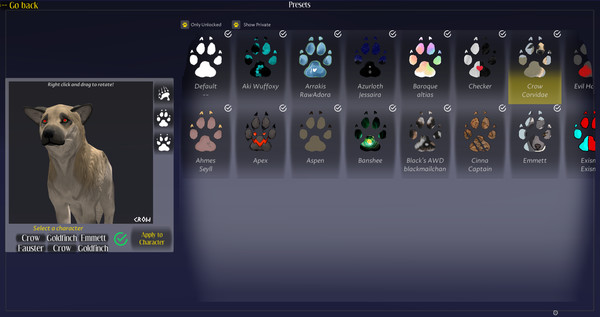 Go back
Presets
Only Unlocked Show Private
Default
--
Aki Wuffoxy
Arrakis
RawAdora
Azurloth
Jessaira
Baroque
altias
Checker
Crow
Corvidae
Evil
Ahmes
Seyll
Apex
Aspen
Banshee
Black's AWD
blackmailchan
Cinna
Captain
Emmett
Right click and drag to rotate!
CROW
Select a character
Crow Goldfinch Emmett
Fauster Crow Goldfinch
Apply to
Character